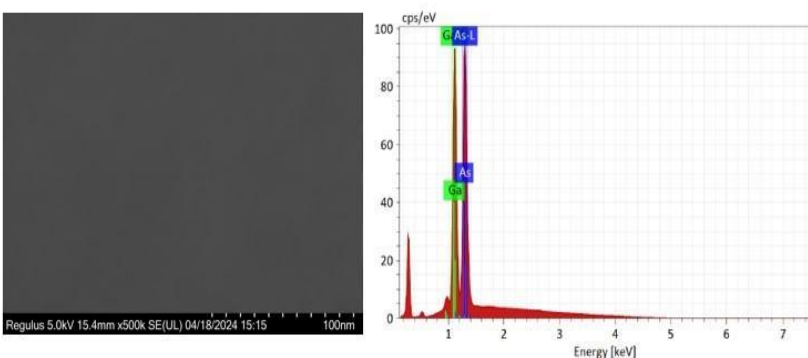 Regulus 5.0kV 15.4mm x500k SE(UL) 04/18/2024 15:15 100nm
cps/eV
100
80
60
40
20
0
As-L
As
Ga
1 2 3 4 5 6 7
Energy [keV]